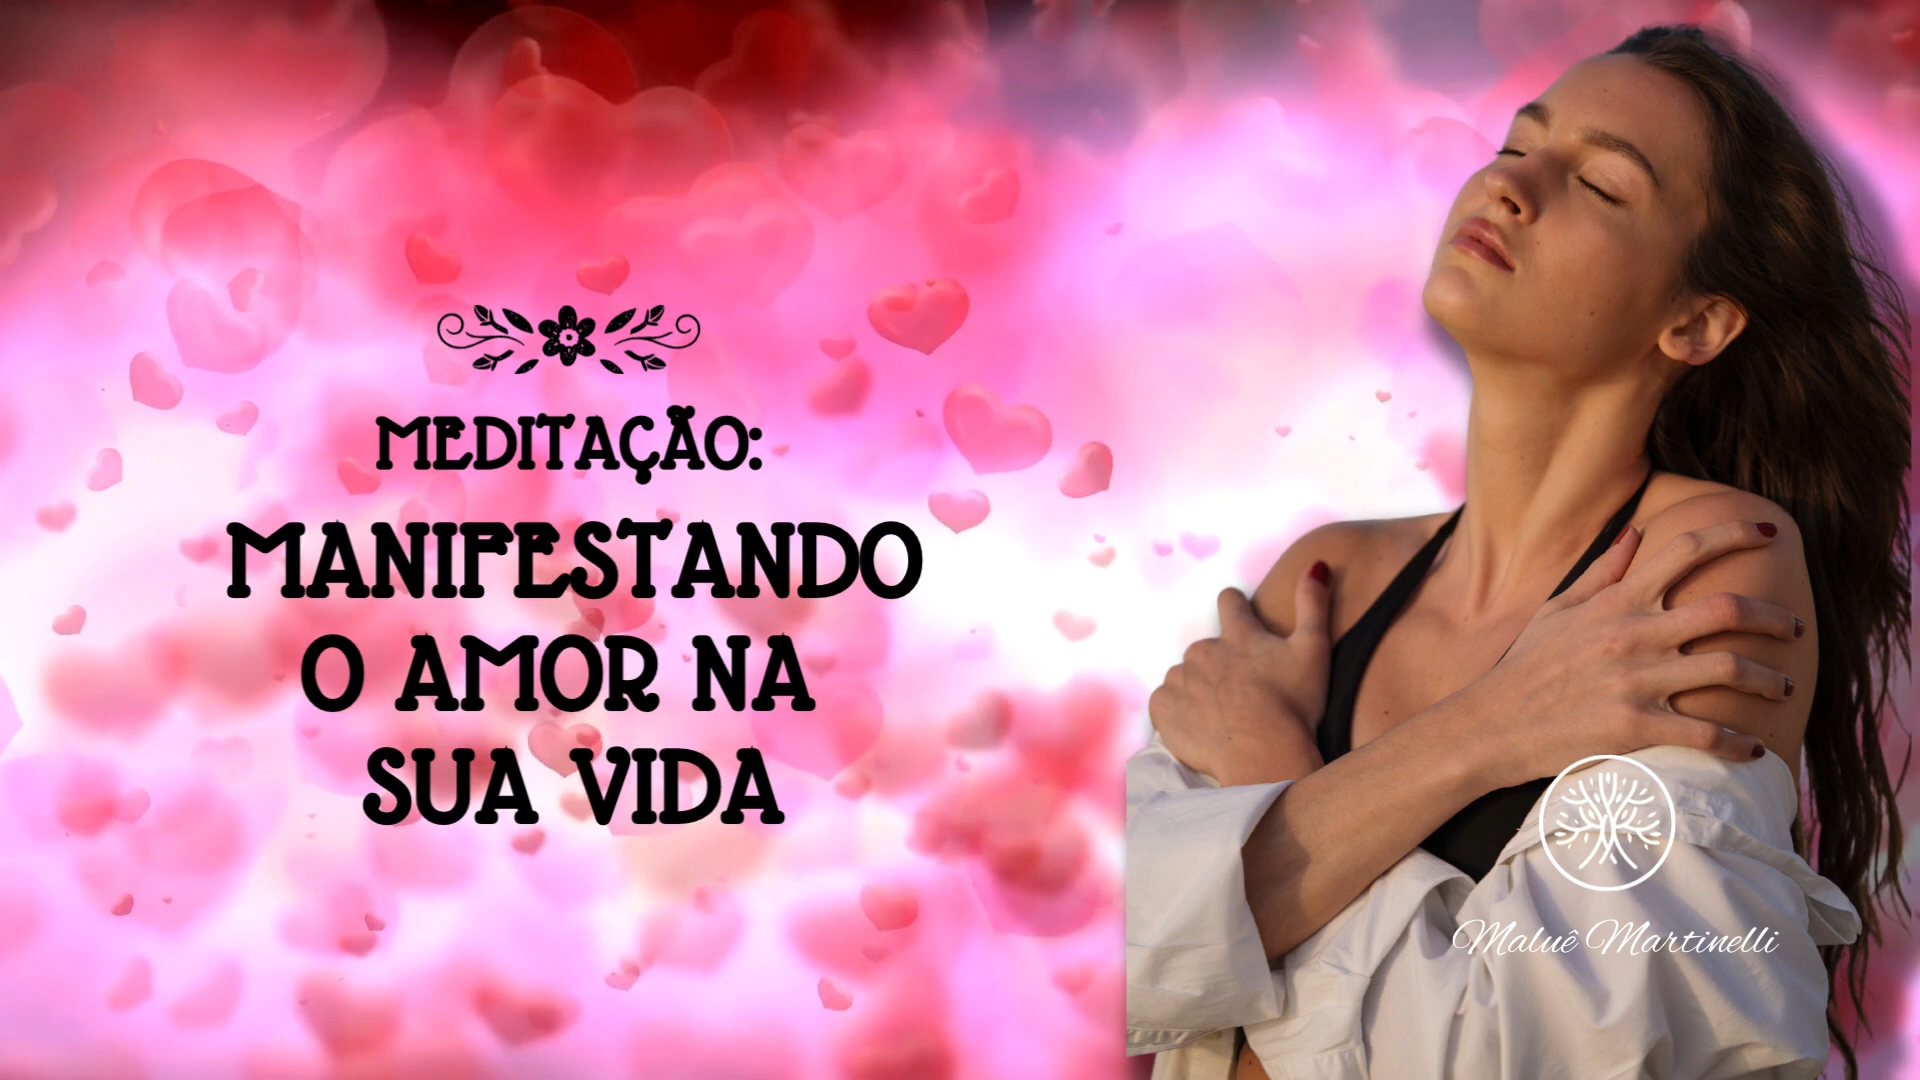 MEDITAÇÃO:
MANIFESTANDO
O AMOR NA
SUA VIDA
Maluê Martinelli